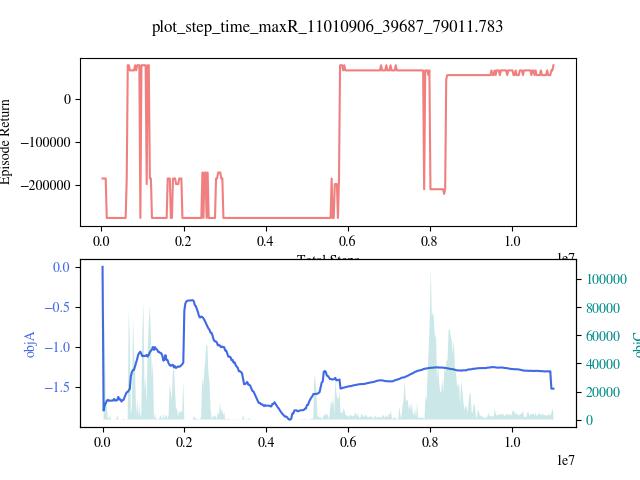 plot_step_time_maxR_11010906_39687_79011.783
Episode Return
0
−100000
−200000
0.0 0.2 0.4 0.6 0.8 1.0
1e7
Total Steps
objA
0.0
−0.5
−1.0
−1.5
100000
80000
60000
40000
20000
0
objC
0.0 0.2 0.4 0.6 0.8 1.0
1e7